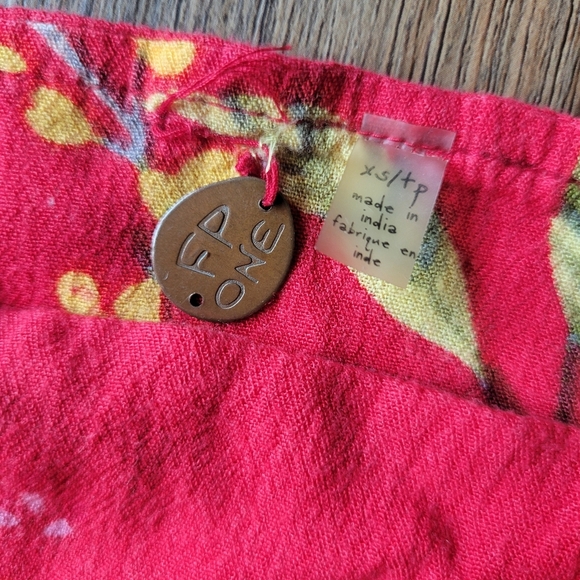 FP
ONE
xs/tp
made in
india
fabrique en
inde